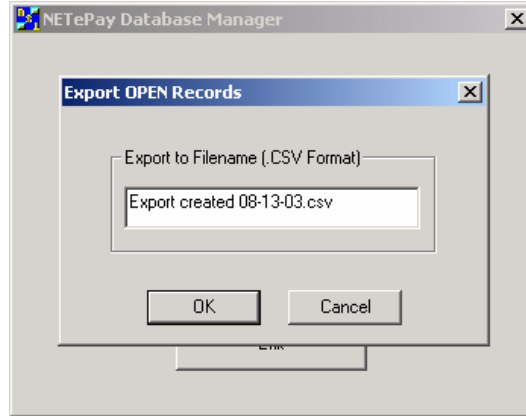 NETePay Database Manager
Export OPEN Records
Export to Filename (.CSV Format)
Export created 08-13-03.csv
OK
Cancel